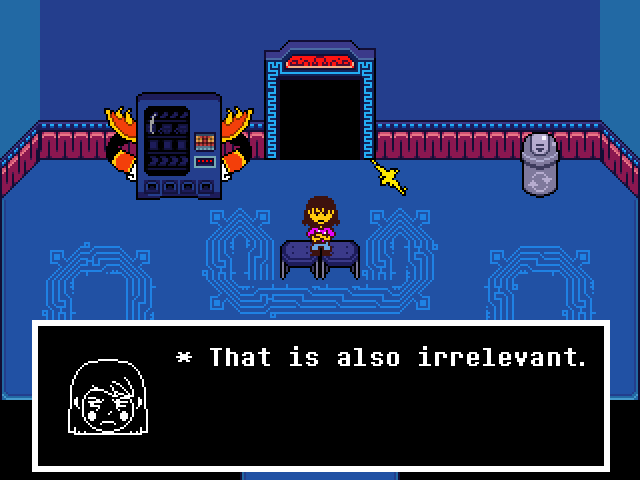 * That is also irrelevant.